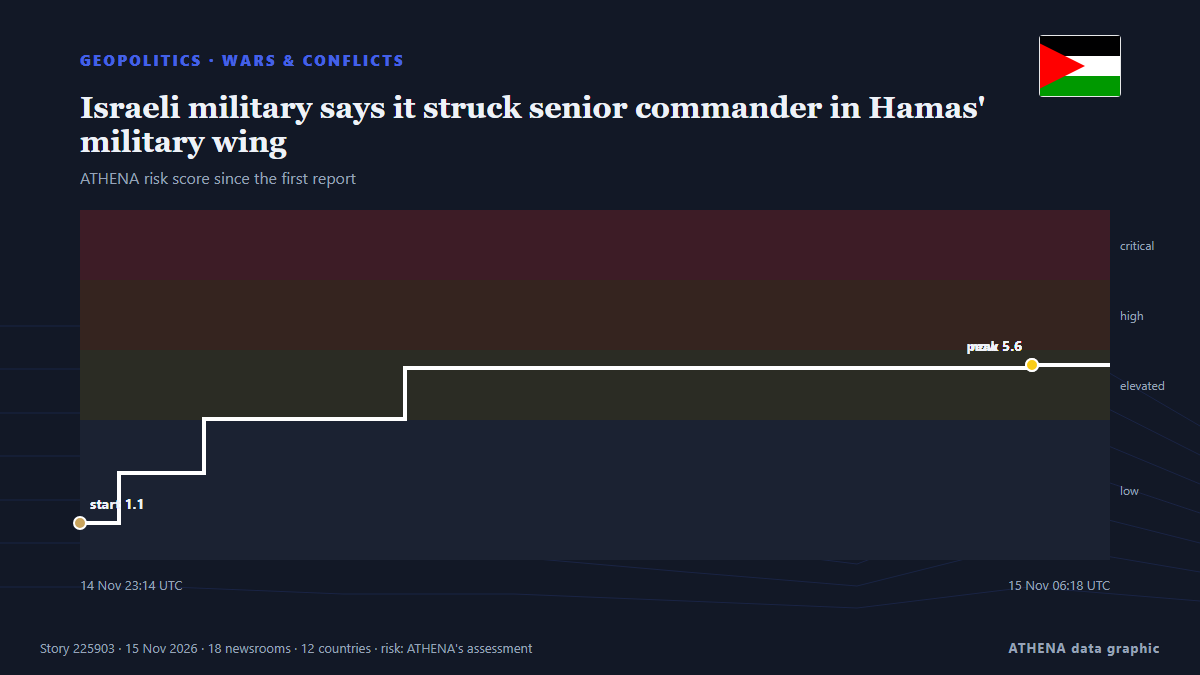 GEOPOLITICS · WARS & CONFLICTS
Israeli military says it struck senior commander in Hamas'
military wing
ATHENA risk score since the first report
critical
high
peak 5.6
elevated
start 1.1
low
14 Nov 23:14 UTC
15 Nov 06:18 UTC
Story 225903 · 15 Nov 2026 · 18 newsrooms · 12 countries · risk: ATHENA's assessment
ATHENA data graphic